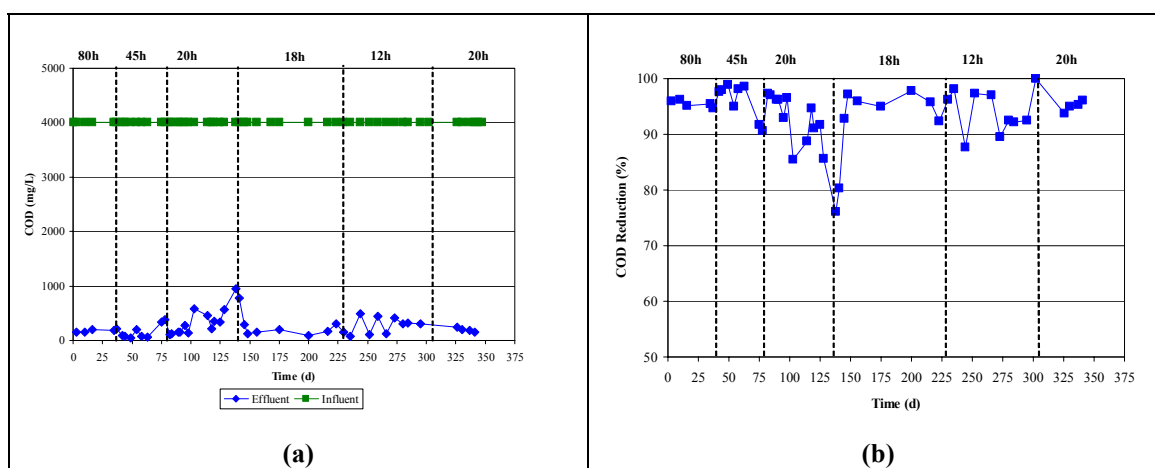 80h 45h 20h 18h 12h 20h
5000
4000
3000
2000
1000
0
COD (mg/L)
0 25 50 75 100 125 150 175 200 225 250 275 300 325 350 375
Time (d)
Effluent Influent
(a)
80h 45h 20h 18h 12h 20h
100
90
80
70
60
50
COD Reduction (%)
0 25 50 75 100 125 150 175 200 225 250 275 300 325 350 375
Time (d)
(b)